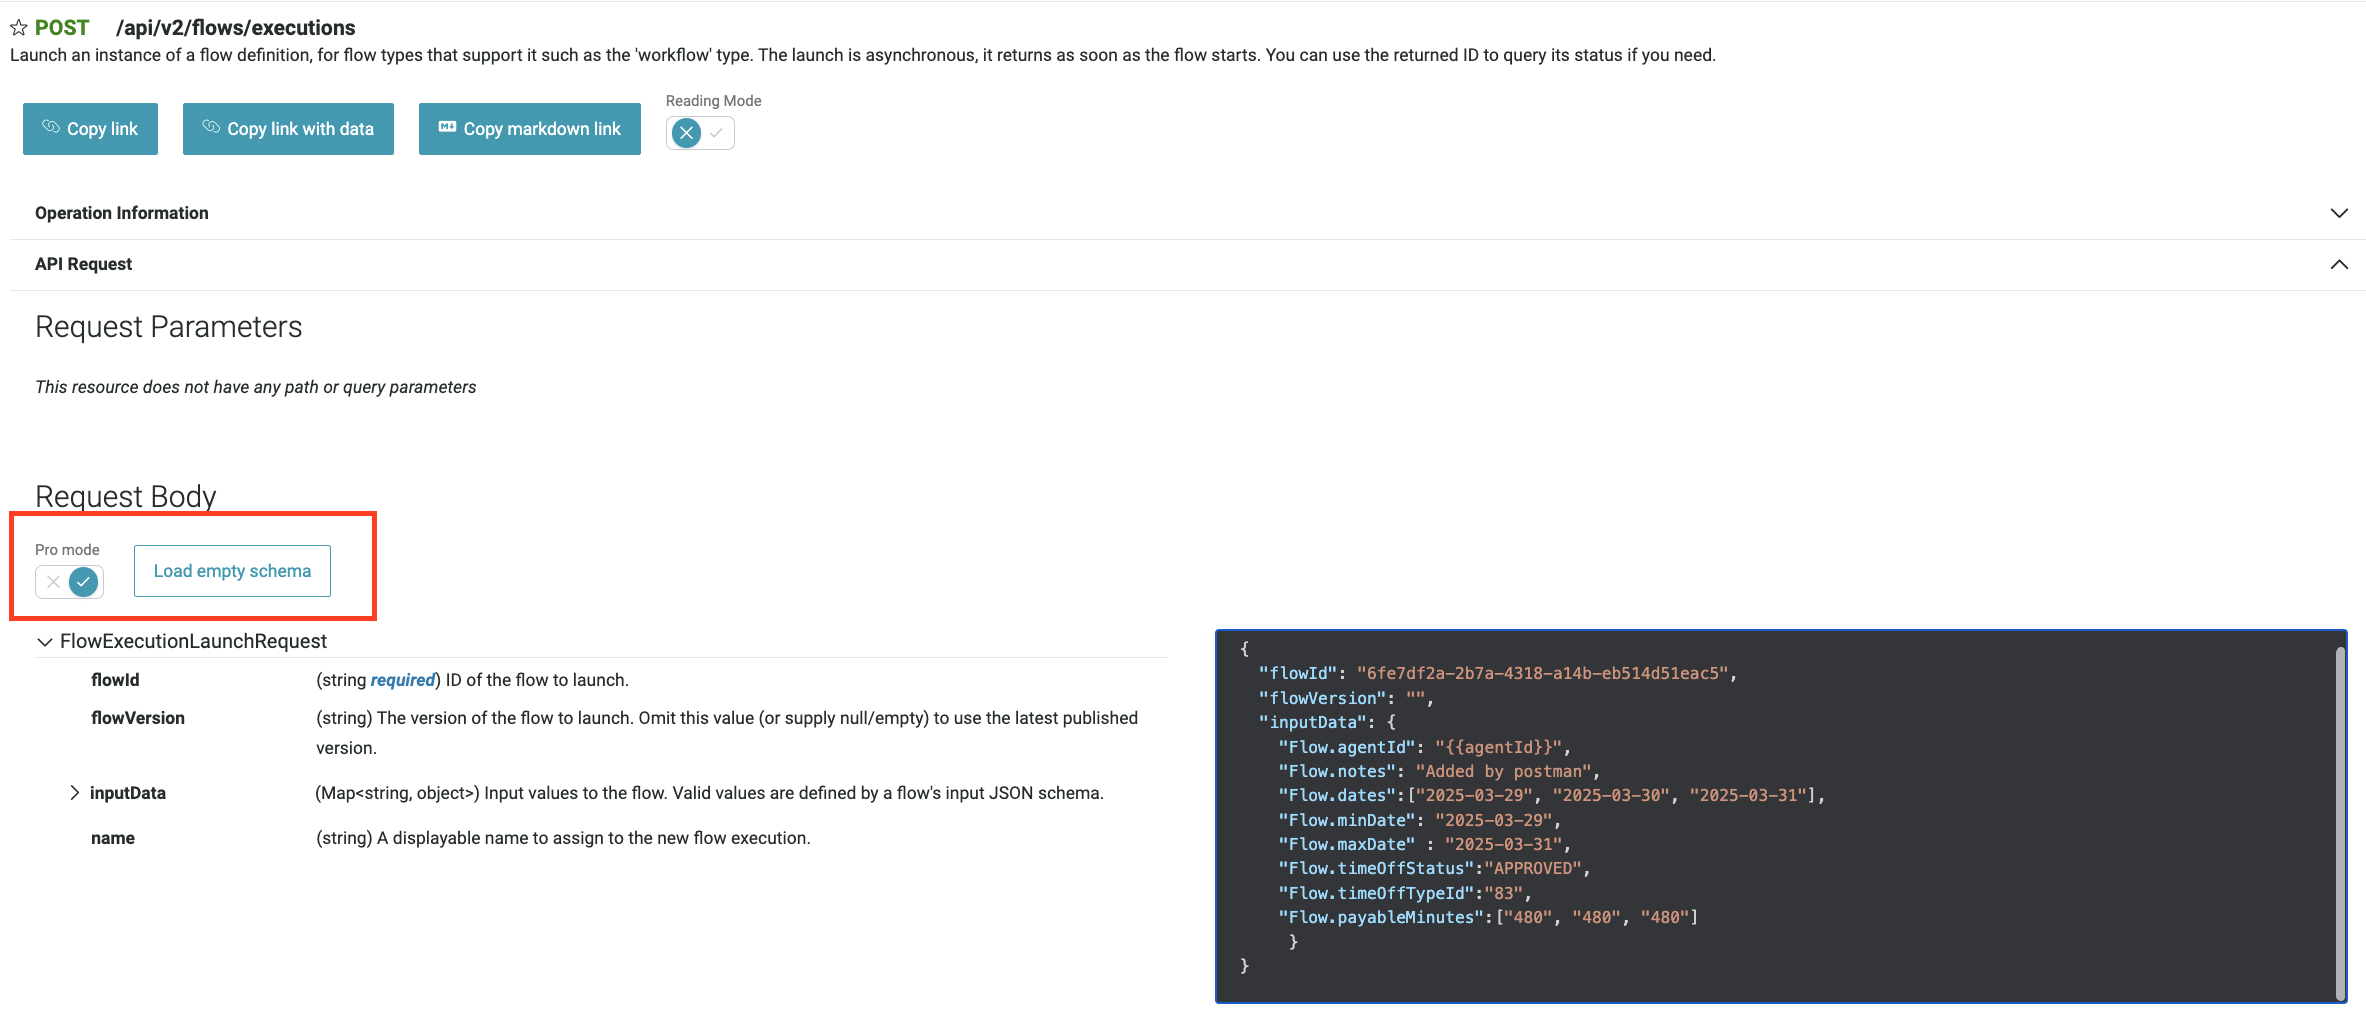 POST /api/v2/flows/executions
Launch an instance of a flow definition, for flow types that support it such as the 'workflow' type. The launch is asynchronous, it returns as soon as the flow starts. You can use the returned ID to query its status if you need.
Reading Mode
Copy link
Copy link with data
Copy markdown link
Operation Information
API Request
Request Parameters
This resource does not have any path or query parameters
Request Body
Pro mode
Load empty schema
FlowExecutionLaunchRequest
flowId (string required) ID of the flow to launch.
flowVersion (string) The version of the flow to launch. Omit this value (or supply null/empty) to use the latest published
version.
inputData (Map<string, object>) Input values to the flow. Valid values are defined by a flow's input JSON schema.
name (string) A displayable name to assign to the new flow execution.
{
"flowId": "6fe7df2a-2b7a-4318-a14b-eb514d51eac5",
"flowVersion": "",
"inputData": {
"Flow.agentId": "{{agentId}}",
"Flow.notes": "Added by postman",
"Flow.dates":["2025-03-29", "2025-03-30", "2025-03-31"],
"Flow.minDate": "2025-03-29",
"Flow.maxDate" : "2025-03-31",
"Flow.timeOffStatus":"APPROVED",
"Flow.timeOffTypeId":"83",
"Flow.payableMinutes":["480", "480", "480"]
}
}